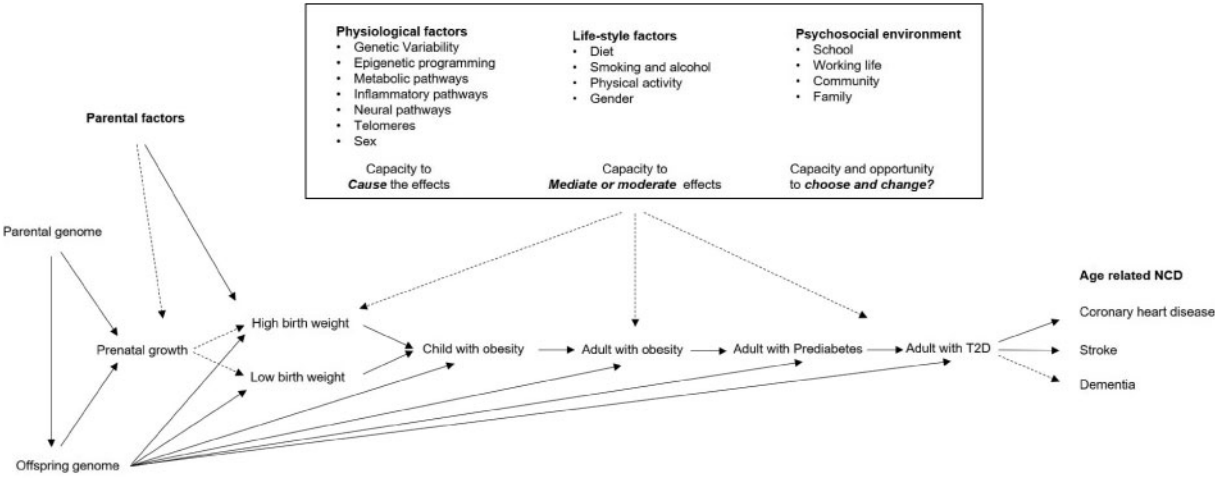 Physiological factors
• Genetic Variability
• Epigenetic programming
• Metabolic pathways
• Inflammatory pathways
• Neural pathways
• Telomeres
• Sex
Capacity to
Cause the effects
Life-style factors
• Diet
• Smoking and alcohol
• Physical activity
• Gender
Capacity to
Mediate or moderate effects
Psychosocial environment
• School
• Working life
• Community
• Family
Capacity and opportunity
to choose and change?
Parental factors
Parental genome
Prenatal growth
Offspring genome
High birth weight
Low birth weight
Child with obesity
Adult with obesity
Adult with Prediabetes
Adult with T2D
Age related NCD
Coronary heart disease
Stroke
Dementia